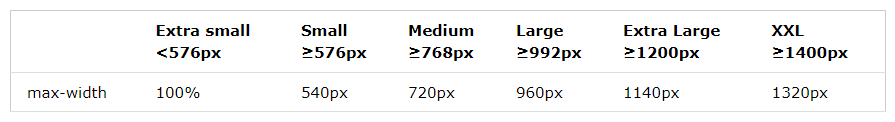 Extra small Small Medium Large Extra Large XXL
<576px ≥576px ≥768px ≥992px ≥1200px ≥1400px
max-width 100% 540px 720px 960px 1140px 1320px